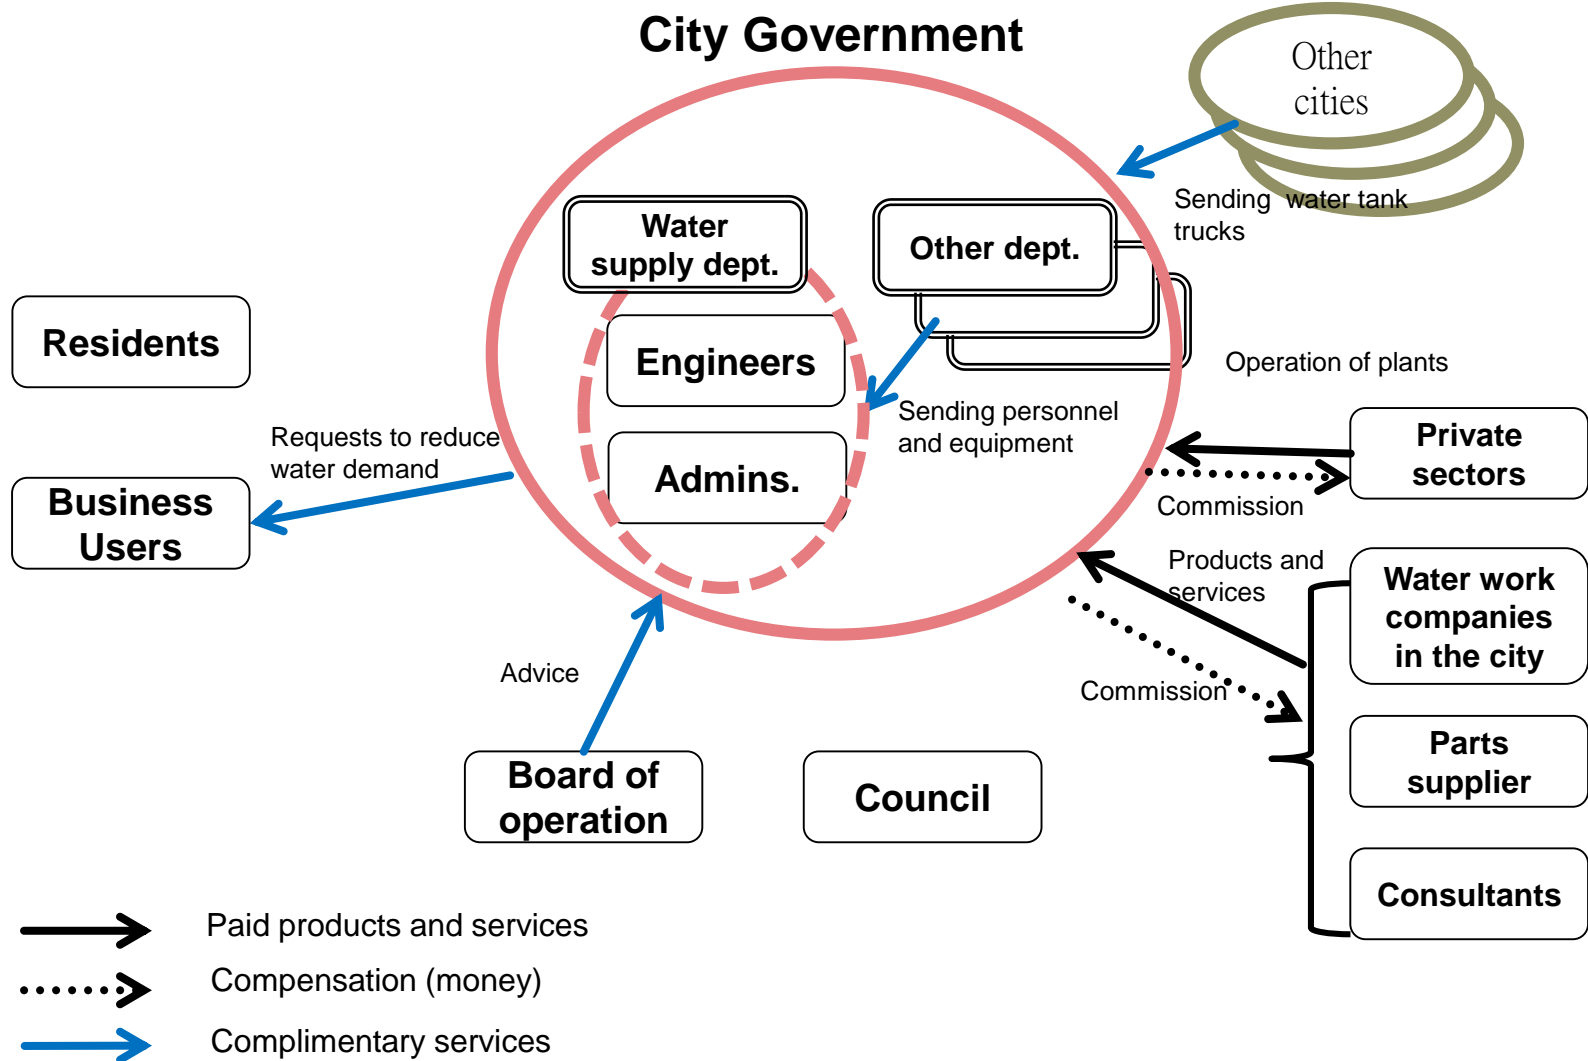 City Government
Other
cities
Sending water tank
trucks
Water
supply dept.
Other dept.
Residents
Engineers
Operation of plants
Sending personnel
and equipment
Requests to reduce
water demand
Private
sectors
Admins.
Business
Users
Commission
Products and
services
Water work
companies
in the city
Advice
Commission
Board of
operation
Council
Parts
supplier
Consultants
Paid products and services
Compensation (money)
Complimentary services